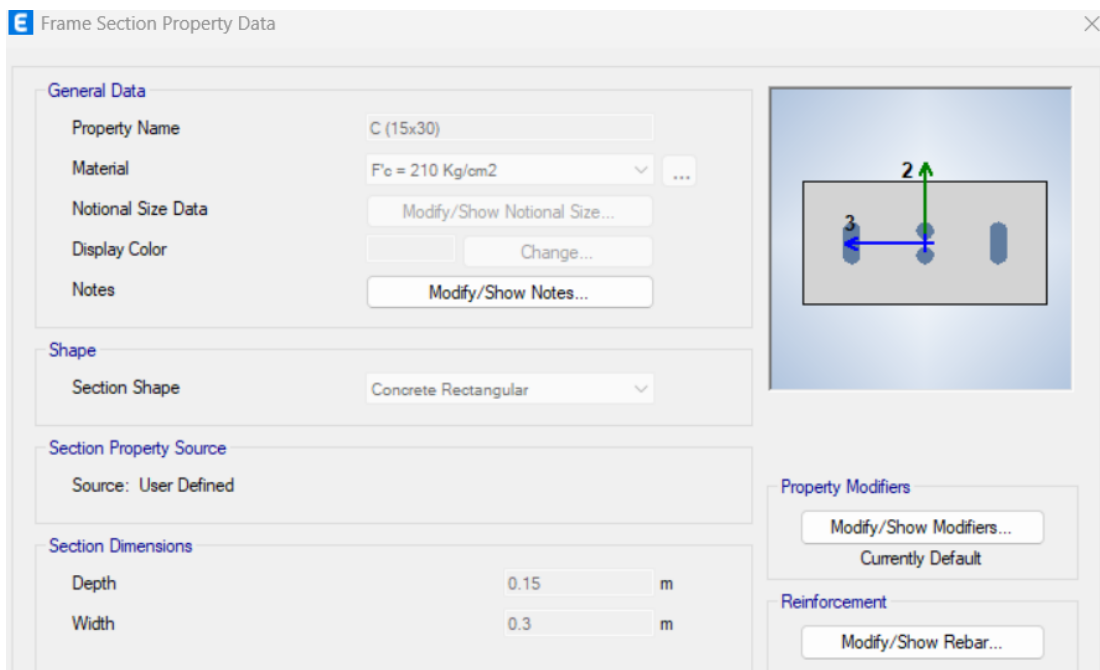 E Frame Section Property Data
General Data
Property Name C (15x30)
Material F'c = 210 Kg/cm2 ...
Notional Size Data Modify/Show Notional Size...
Display Color Change...
Notes Modify/Show Notes...
2
3
Shape
Section Shape Concrete Rectangular
Section Property Source
Source: User Defined
Property Modifiers
Modify/Show Modifiers...
Currently Default
Section Dimensions
Depth 0.15 m
Width 0.3 m
Reinforcement
Modify/Show Rebar...